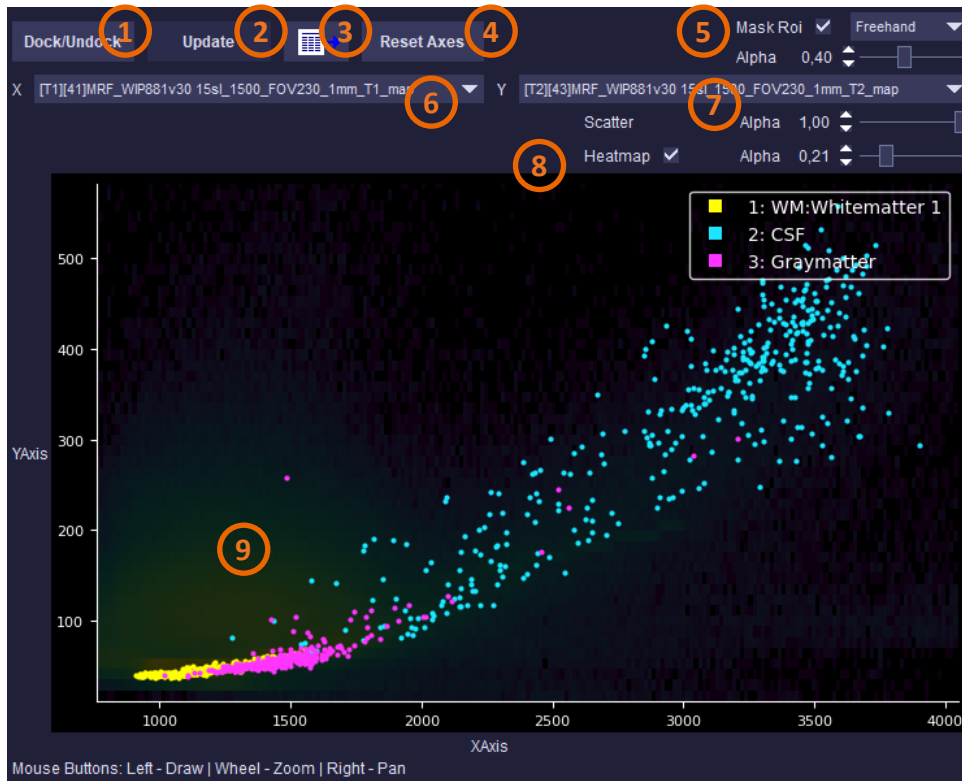 Dock/Undock 1
Update 2
3
Reset Axes 4
5 Mask Roi Freehand
Alpha 0,40
X [T1][41]MRF_WIP881v30 15sl_1500_FOV230_1mm_T1_map 6
Y [T2][43]MRF_WIP881v30 15sl_1500_FOV230_1mm_T2_map 7
Scatter Alpha 1,00
8 Heatmap Alpha 0,21
1: WM:Whitematter 1
2: CSF
3: Graymatter
500
400
300
YAxis
200
9
100
1000 1500 2000 2500 3000 3500 4000
XAxis
Mouse Buttons: Left - Draw | Wheel - Zoom | Right - Pan